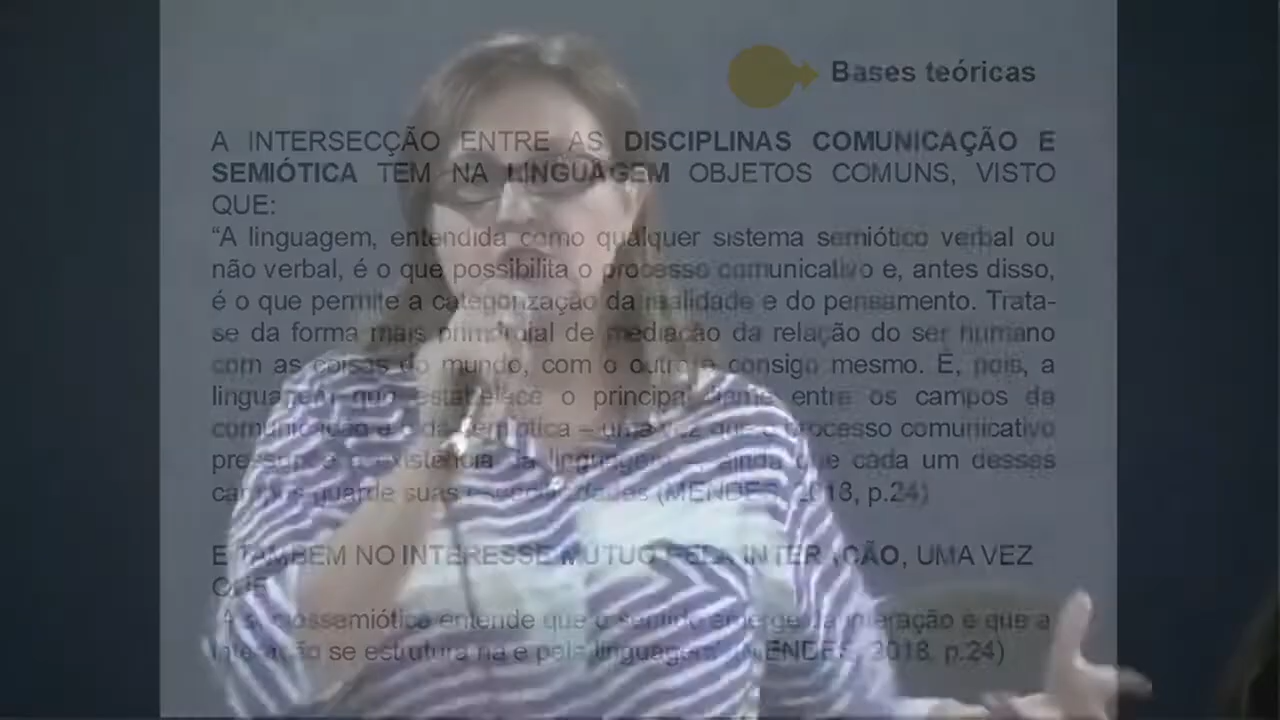 Bases teóricas
A INTERSECÇÃO ENTRE AS DISCIPLINAS COMUNICAÇÃO E
SEMIÓTICA TEM NA LINGUAGEM OBJETOS COMUNS, VISTO
QUE:
“A linguagem, entendida como qualquer sistema semiótico verbal ou
não verbal, é o que possibilita o processo comunicativo e, antes disso,
é o que permite a categorização da realidade e do pensamento. Trata-
se da forma mais primordial de mediação da relação do ser humano
com as coisas do mundo, com o outro e consigo mesmo. É, pois, a
linguagem que estabelece o principal liame entre os campos da
comunicação e o da semiótica – uma vez que o processo comunicativo
pressupõe a existência da linguagem ainda que cada um desses
campos guarde suas especificidades (MENDES, 2018, p.24)
E TAMBÉM NO INTERESSE MÚTUO PELA INTERAÇÃO, UMA VEZ
QUE
entende que o sentido emerge da interação e que a
interação se estrutura na e pela linguagem” (MENDES, 2018. p.24)